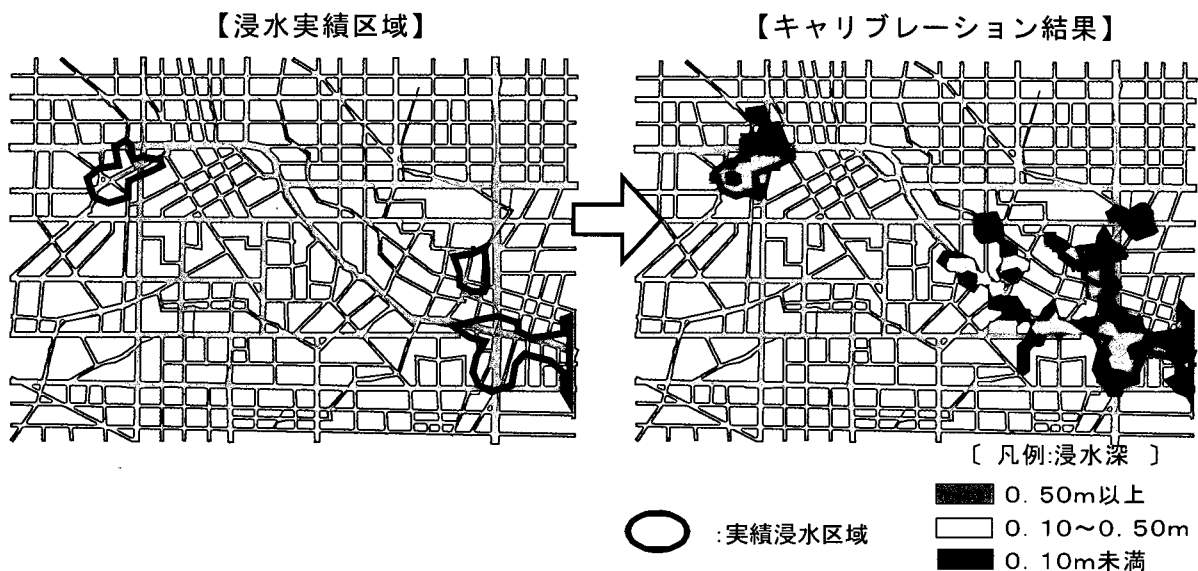 【浸水実績区域】
【キャリブレーション結果】
〔 凡例:浸水深 〕
0. 50m以上
0. 10～0. 50m
0. 10m未満
:実績浸水区域